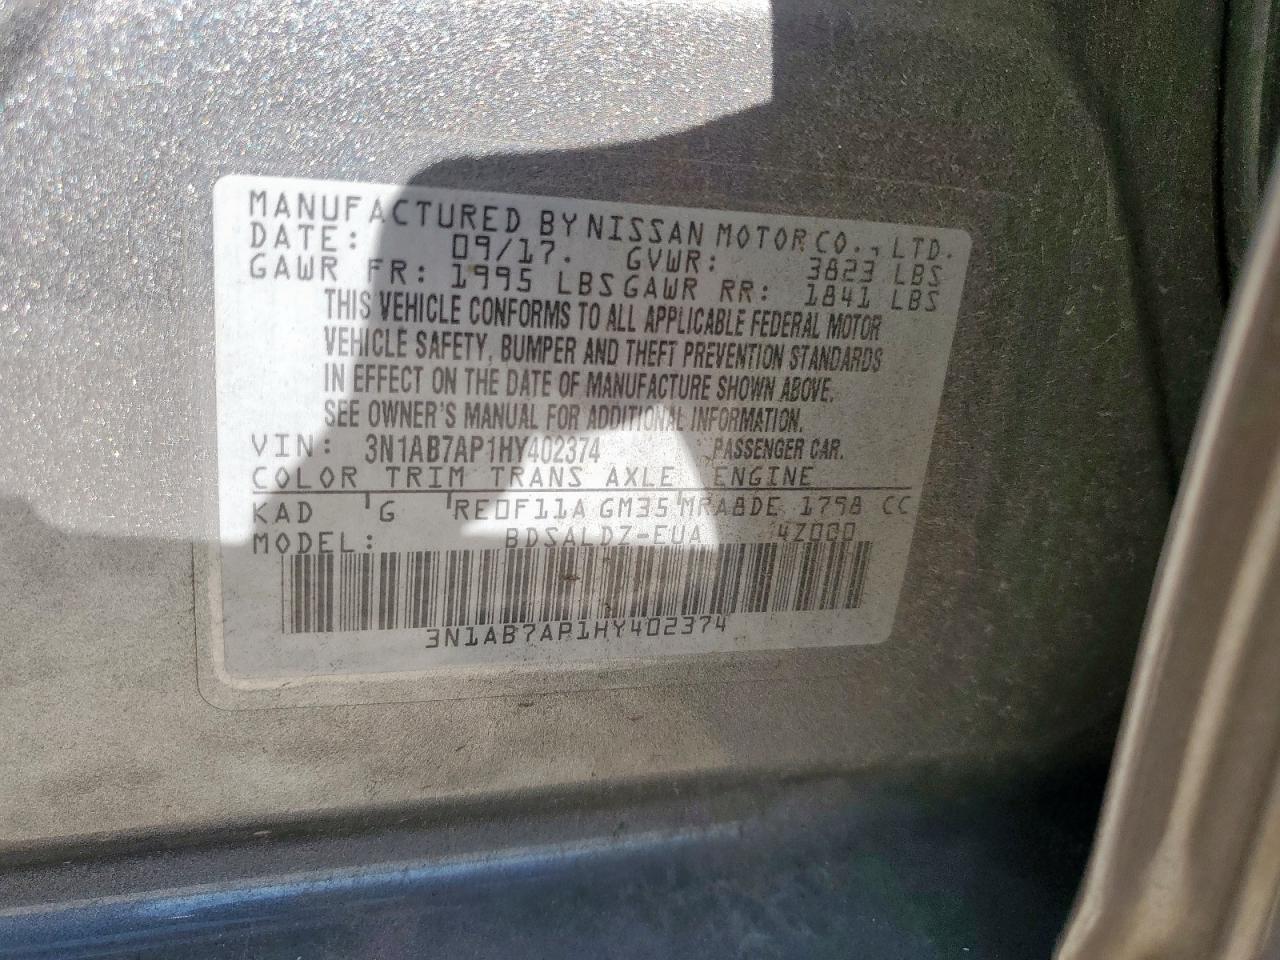 MANUFACTURED BY NISSAN MOTOR CO., LTD.
DATE: 09/17. GVWR: 3823 LBS
GAWR FR: 1995 LBS GAWR RR: 1841 LBS
THIS VEHICLE CONFORMS TO ALL APPLICABLE FEDERAL MOTOR
VEHICLE SAFETY, BUMPER AND THEFT PREVENTION STANDARDS
IN EFFECT ON THE DATE OF MANUFACTURE SHOWN ABOVE.
SEE OWNER'S MANUAL FOR ADDITIONAL INFORMATION.
VIN: 3N1AB7AP1HY402374 PASSENGER CAR.
COLOR TRIM TRANS AXLE ENGINE
KAD G RE0F11A GM35 MRA8DE 1798 CC
MODEL: BDSALDZ-EUA 4Z000
3N1AB7AP1HY402374